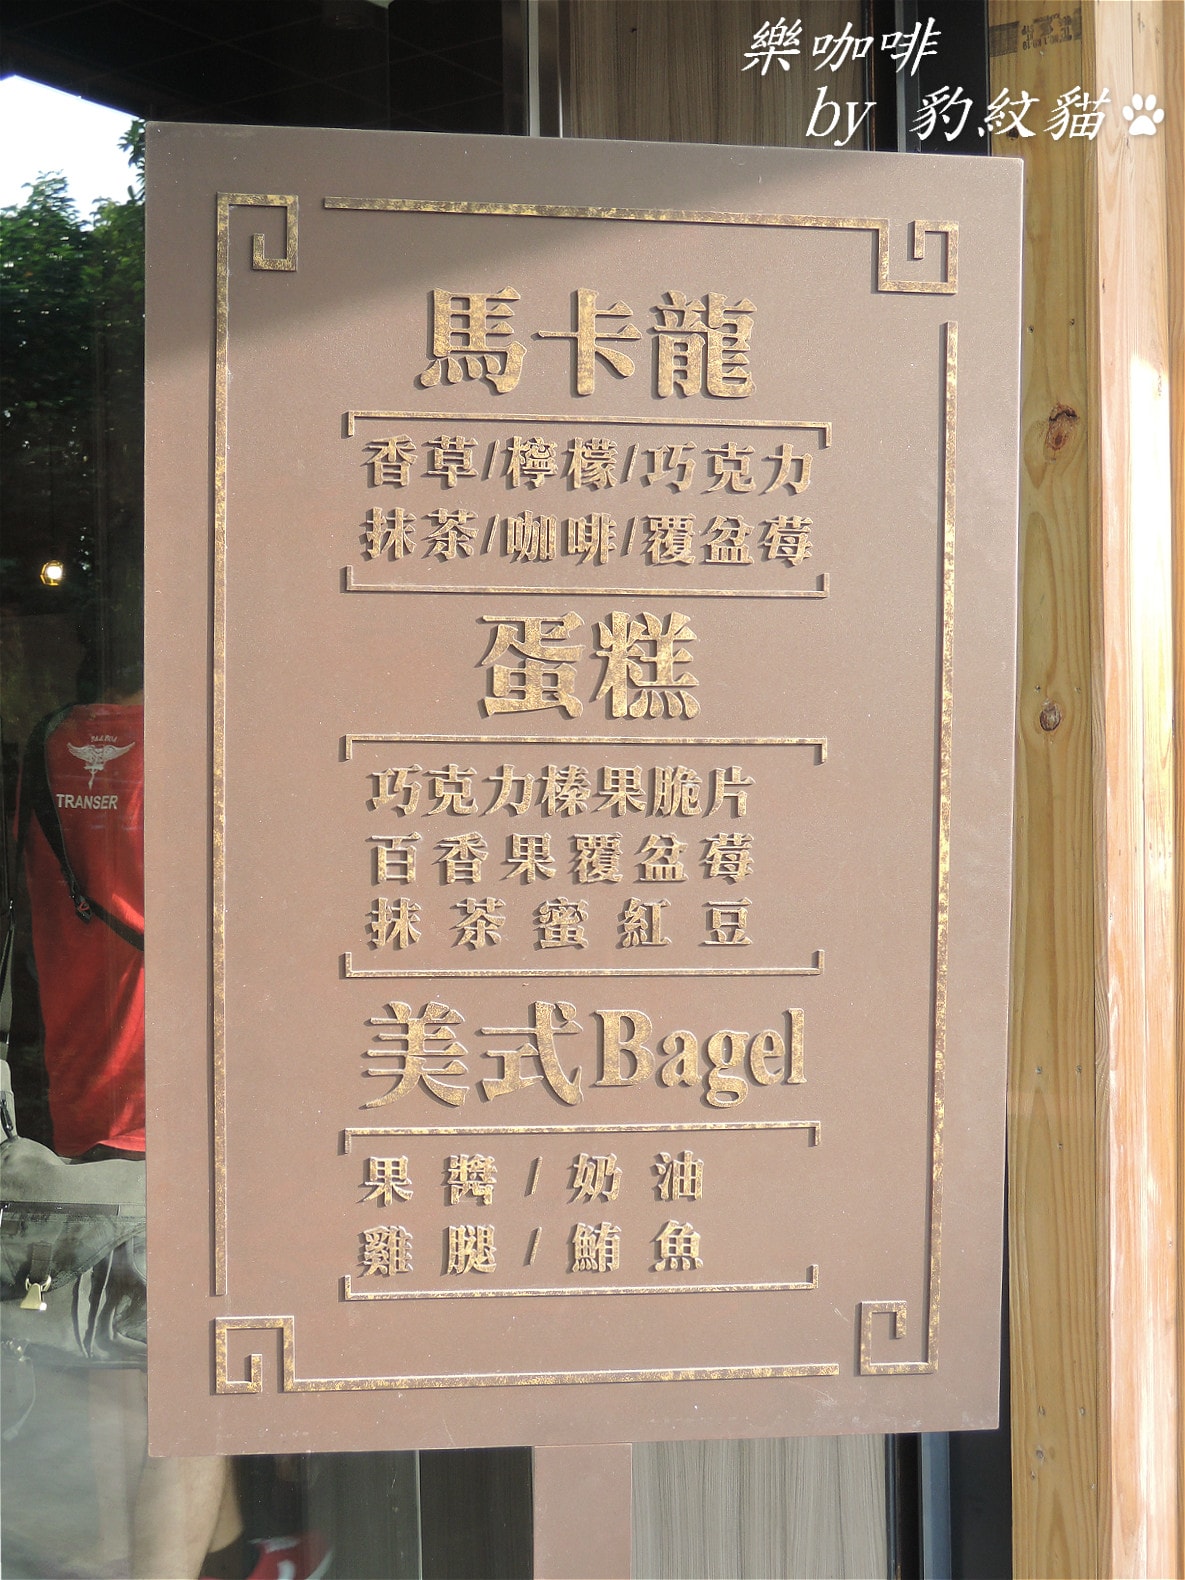 樂咖啡
by 豹紋貓
馬卡龍
香草/檸檬/巧克力
抹茶/咖啡/覆盆莓
蛋糕
巧克力榛果脆片
百香果覆盆莓
抹茶蜜紅豆
美式Bagel
果醬/奶油
雞腿/鮪魚
TRANSER